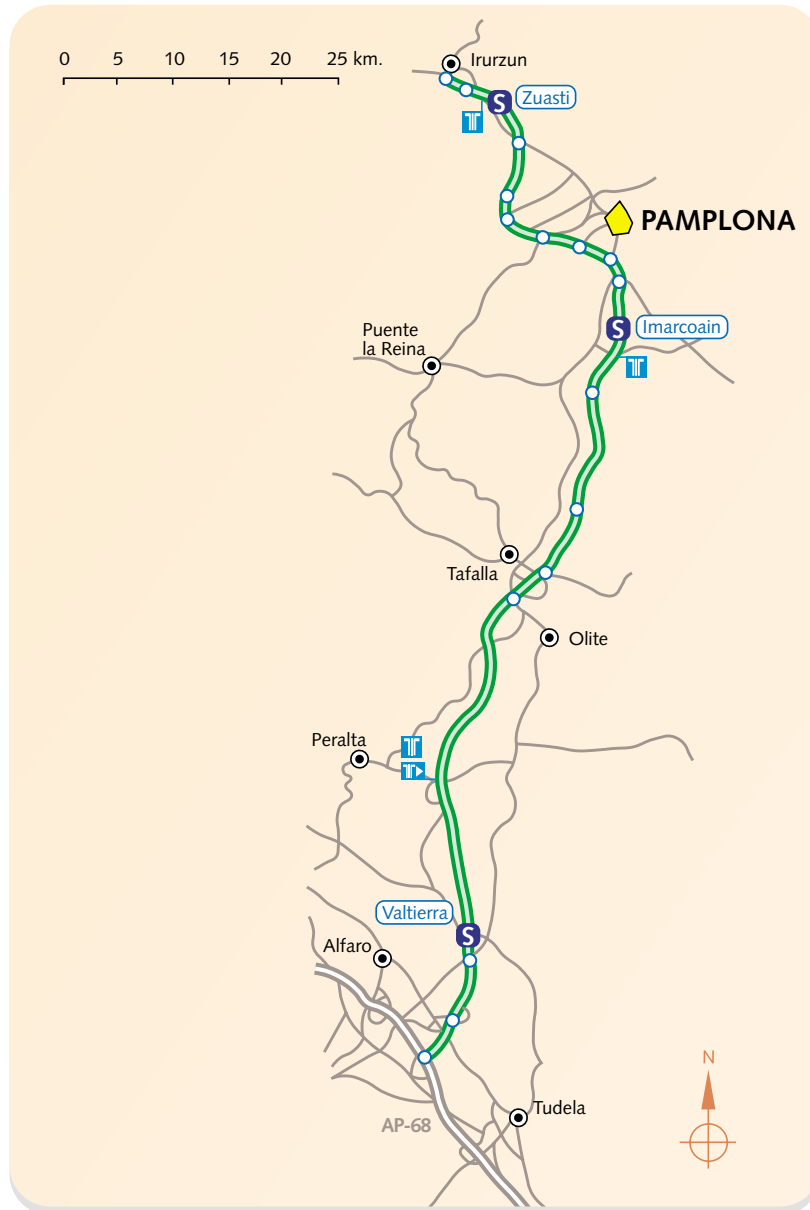 0 5 10 15 20 25 km.
Irurzun
S
Zuasti
PAMPLONA
S
Imarcoain
Puente
la Reina
Tafalla
Olite
Peralta
Valtierra
S
Alfaro
AP-68
Tudela
N